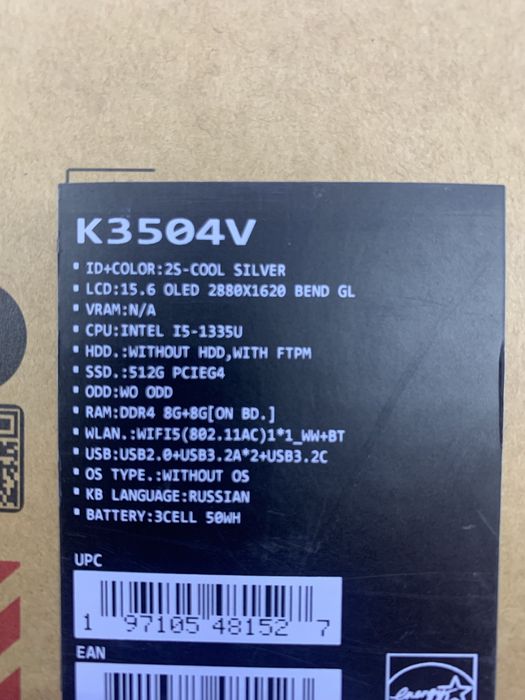 K3504V
▪ ID+COLOR:2S-COOL SILVER
▪ LCD:15.6 OLED 2880X1620 BEND GL
▪ VRAM:N/A
▪ CPU:INTEL I5-1335U
▪ HDD.:WITHOUT HDD,WITH FTPM
▪ SSD.:512G PCIEG4
▪ ODD:WO ODD
▪ RAM:DDR4 8G+8G[ON BD.]
▪ WLAN.:WIFI5(802.11AC)1*1_WW+BT
▪ USB:USB2.0+USB3.2A*2+USB3.2C
▪ OS TYPE.:WITHOUT OS
▪ KB LANGUAGE:RUSSIAN
▪ BATTERY:3CELL 50WH
UPC
1 97105 48152 7
EAN
energy